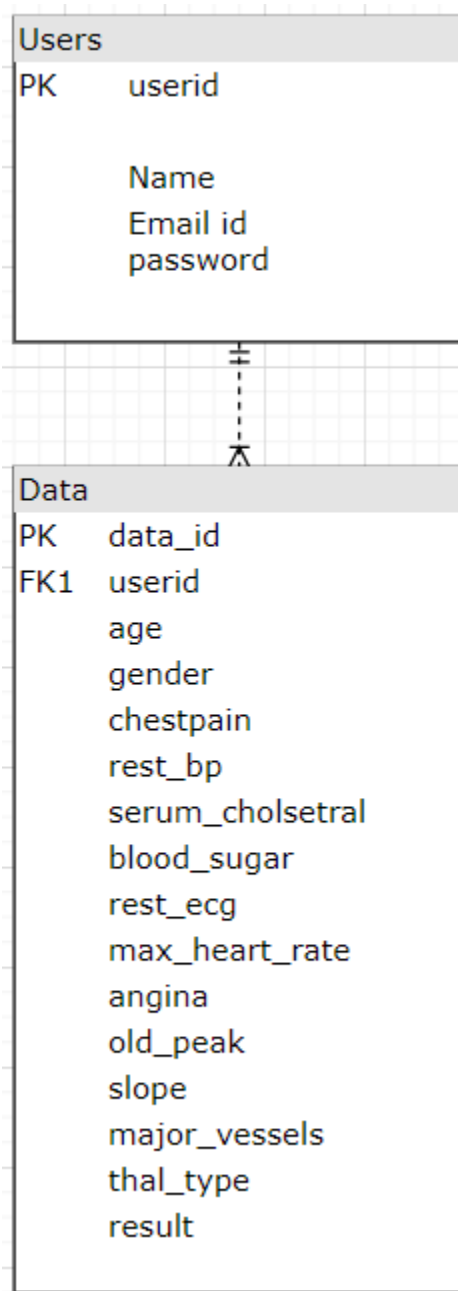 Users
PK userid
Name
Email id
password
Data
PK data_id
FK1 userid
age
gender
chestpain
rest_bp
serum_cholsetral
blood_sugar
rest_ecg
max_heart_rate
angina
old_peak
slope
major_vessels
thal_type
result